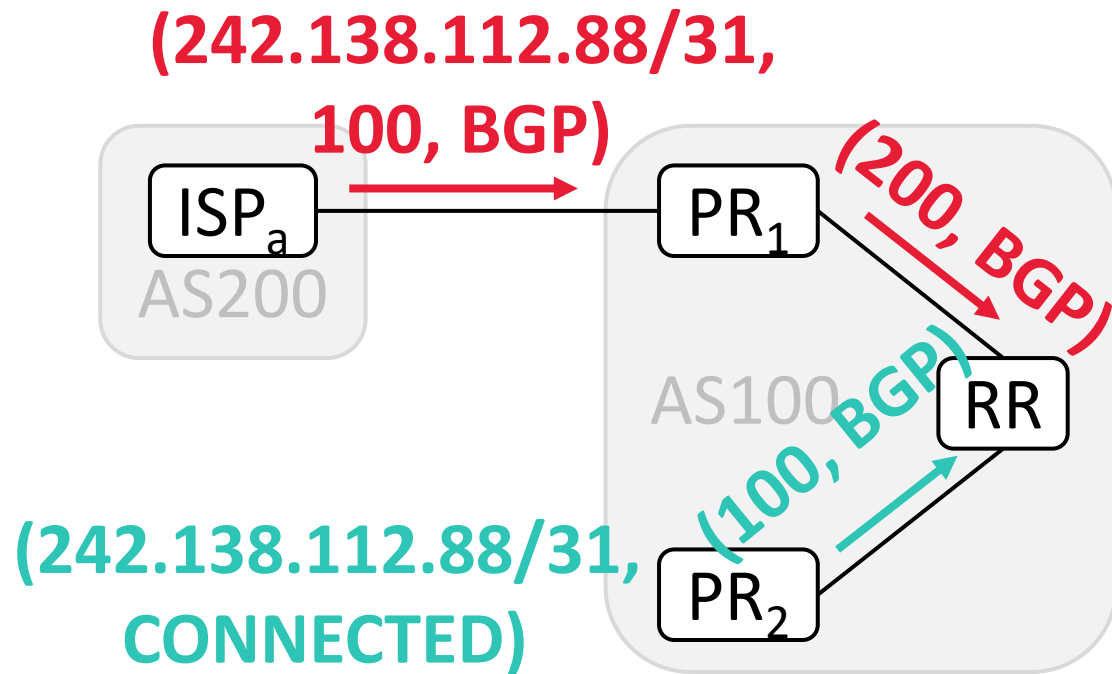 (242.138.112.88/31,
100, BGP)
ISPa
AS200
PR1
(200, BGP)
AS100
RR
(100, BGP)
(242.138.112.88/31,
CONNECTED)
PR2